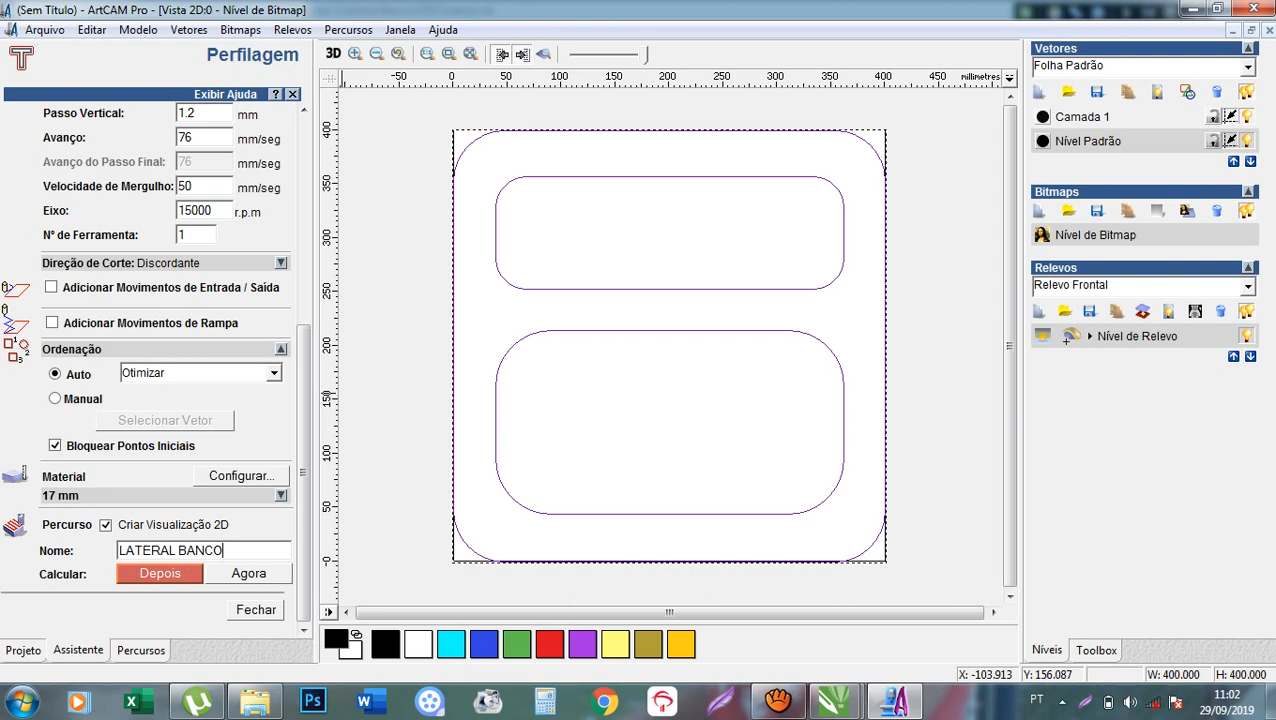 (Sem Título) - ArtCAM Pro - [Vista 2D:0 - Nível de Bitmap]
Arquivo Editar Modelo Vetores Bitmaps Relevos Percursos Janela Ajuda
Perfilagem
Exibir Ajuda ?
Passo Vertical: 1.2 mm
Avanço: 76 mm/seg
Avanço do Passo Final: 76 mm/seg
Velocidade de Mergulho: 50 mm/seg
Eixo: 15000 r.p.m
Nº de Ferramenta: 1
Direção de Corte: Discordante
Adicionar Movimentos de Entrada / Saída
Adicionar Movimentos de Rampa
Ordenação
Auto Otimizar
Manual
Selecionar Vetor
Bloquear Pontos Iniciais
Material Configurar...
17 mm
Percurso Criar Visualização 2D
Nome: LATERAL BANCO
Calcular: Depois Agora
Fechar
Projeto Assistente Percursos
3D
-50 0 50 100 150 200 250 300 350 400 450 milímetros
400
350
300
250
200
150
100
50
0
Vetores
Folha Padrão
Camada 1
Nível Padrão
Bitmaps
Nível de Bitmap
Relevos
Relevo Frontal
Nível de Relevo
Níveis Toolbox
X: -103.913 Y: 156.087 W: 400.000 H: 400.000
Ps PT 11:02
29/09/2019